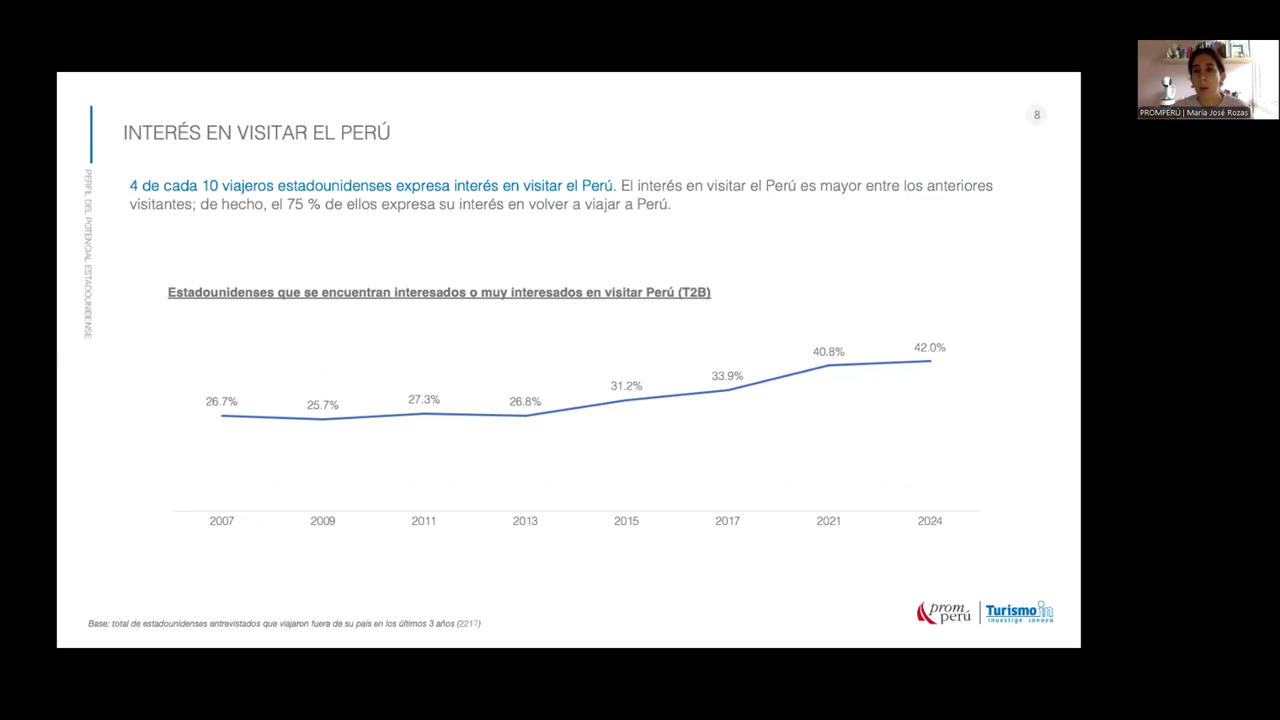 PROMPERÚ | María José Rozas
8
INTERÉS EN VISITAR EL PERÚ
PERFIL DEL POTENCIAL ESTADOUNIDENSE
4 de cada 10 viajeros estadounidenses expresa interés en visitar el Perú. El interés en visitar el Perú es mayor entre los anteriores
visitantes; de hecho, el 75 % de ellos expresa su interés en volver a viajar a Perú.
Estadounidenses que se encuentran interesados o muy interesados en visitar Perú (T2B)
26.7% 25.7% 27.3% 26.8% 31.2% 33.9% 40.8% 42.0%
2007 2009 2011 2013 2015 2017 2021 2024
Base: total de estadounidenses entrevistados que viajaron fuera de su país en los últimos 3 años (2217)
prom
perú
Turismo in
investiga innova